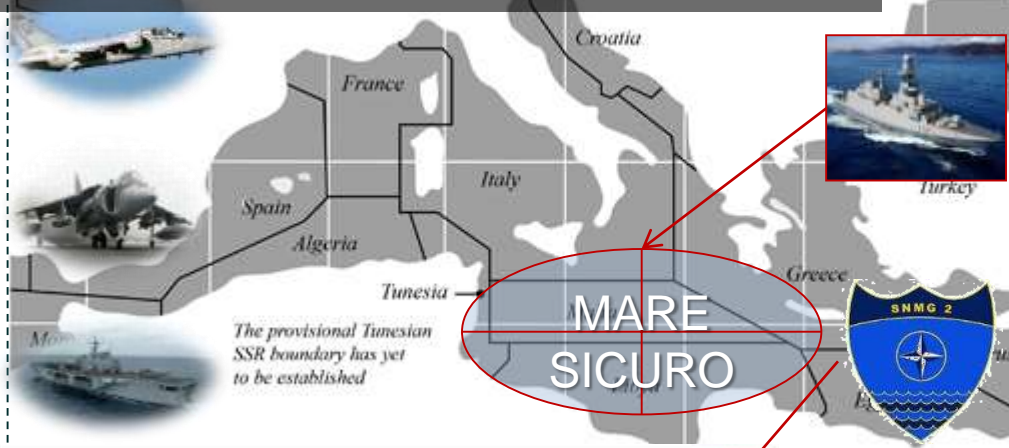 Croatia
France
Italy
Turkey
Spain
Algeria
Greece
Tunesia
SNMG 2
MARE
SICURO
The provisional Tunesian
SSR boundary has yet
to be established